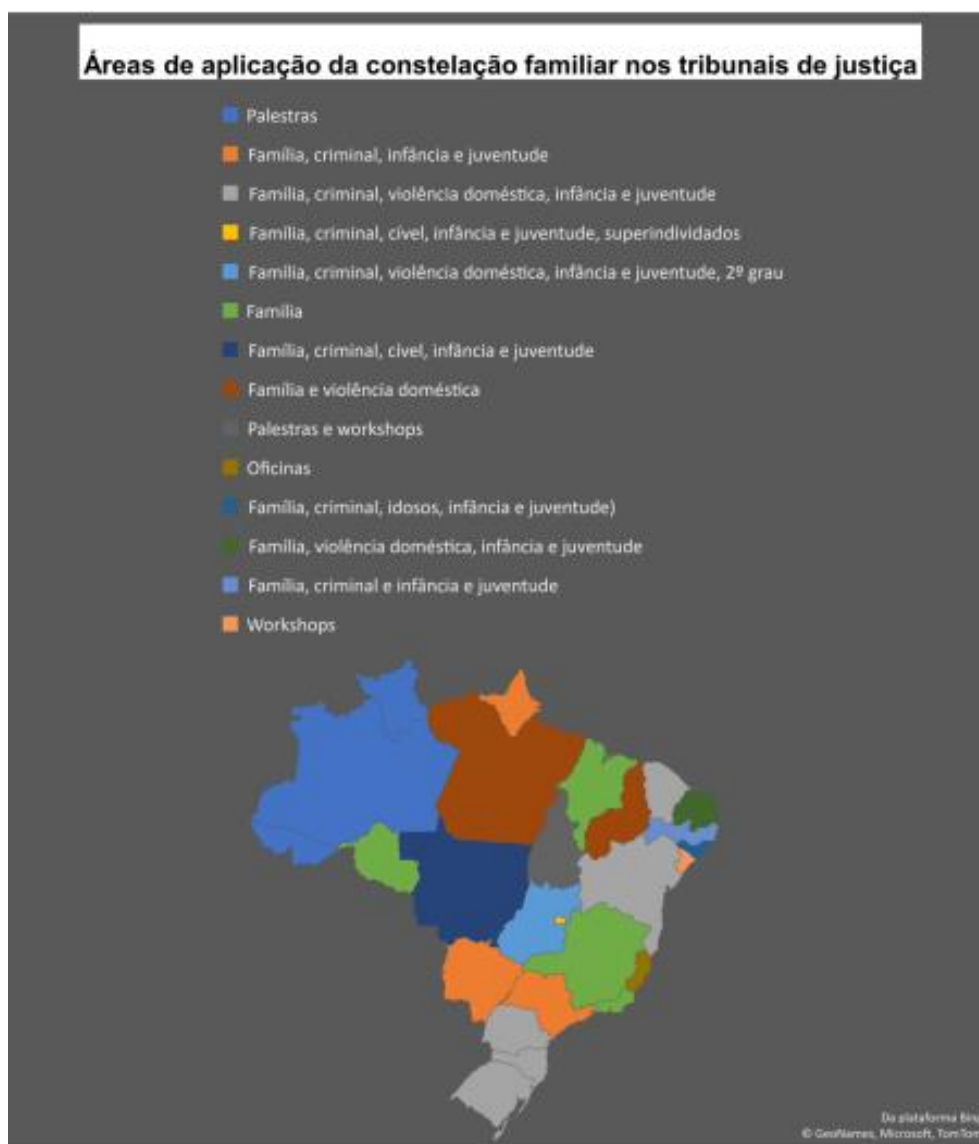 Áreas de aplicação da constelação familiar nos tribunais de justiça
Palestras
Família, criminal, infância e juventude
Família, criminal, violência doméstica, infância e juventude
Família, criminal, cível, infância e juventude, superindividados
Família, criminal, violência doméstica, infância e juventude, 2º grau
Família
Família, criminal, cível, infância e juventude
Família e violência doméstica
Palestras e workshops
Oficinas
Família, criminal, idosos, infância e juventude)
Família, violência doméstica, infância e juventude
Família, criminal e infância e juventude
Workshops
Da plataforma Bing
© GeoNames, Microsoft, TomTom